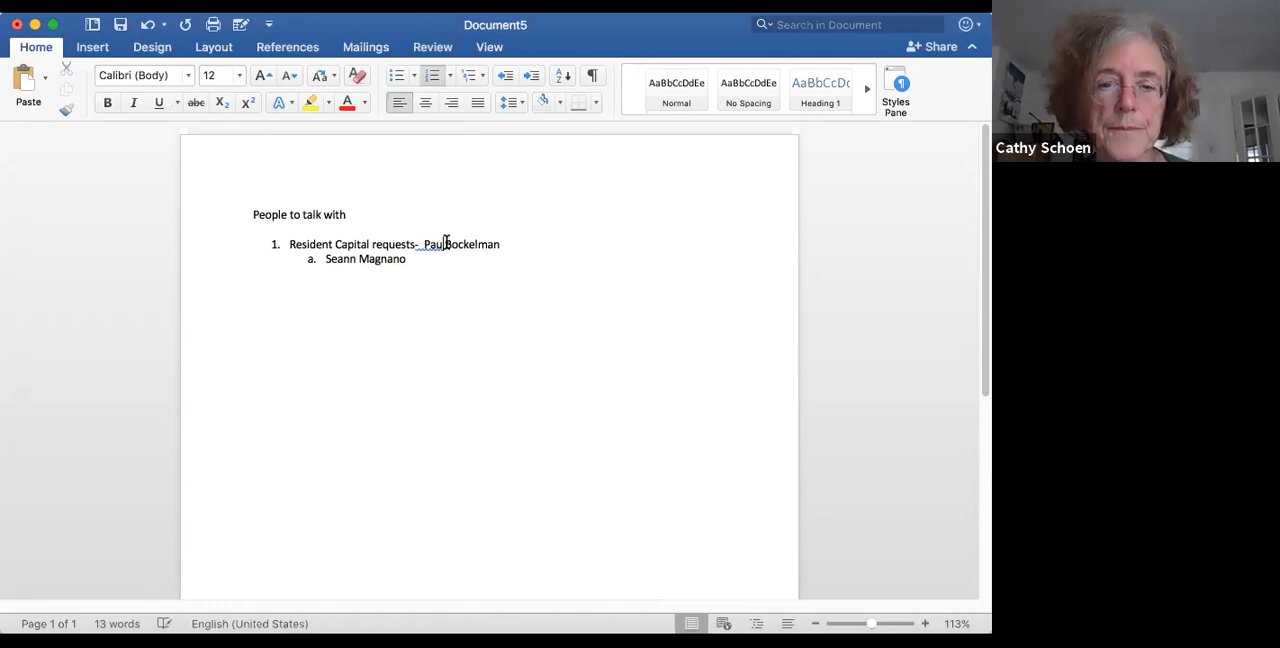 Document5
Search in Document
Home Insert Design Layout References Mailings Review View
Share
Paste
Calibri (Body) 12
AaBbCcDdEe AaBbCcDdEe AaBbCcDc
Normal No Spacing Heading 1
Styles Pane
Cathy Schoen
People to talk with
1. Resident Capital requests- Pau Bockelman
a. Seann Magnano
Page 1 of 1 13 words English (United States) 113%